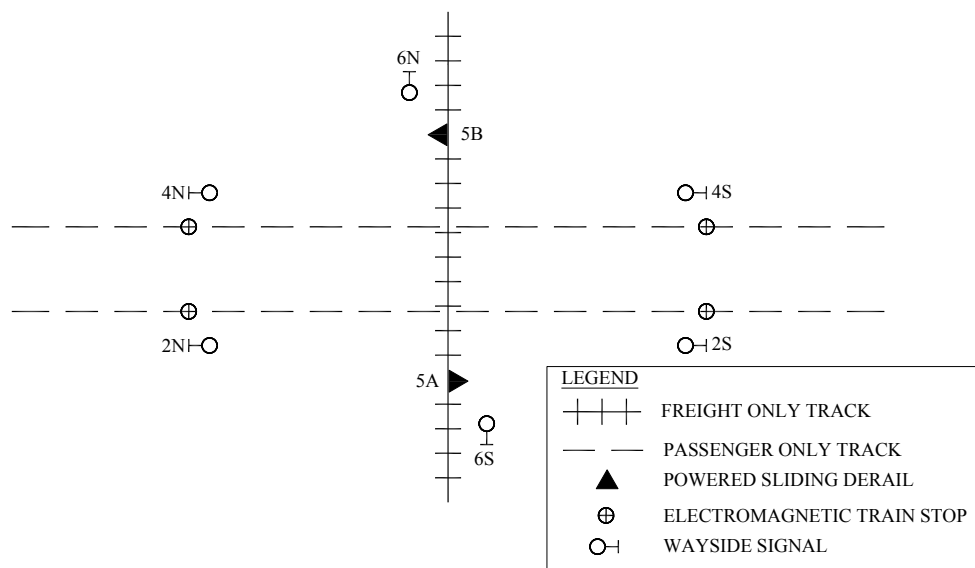 6N
5B
4N
4S
2N
2S
5A
6S
LEGEND
FREIGHT ONLY TRACK
PASSENGER ONLY TRACK
POWERED SLIDING DERAIL
ELECTROMAGNETIC TRAIN STOP
WAYSIDE SIGNAL